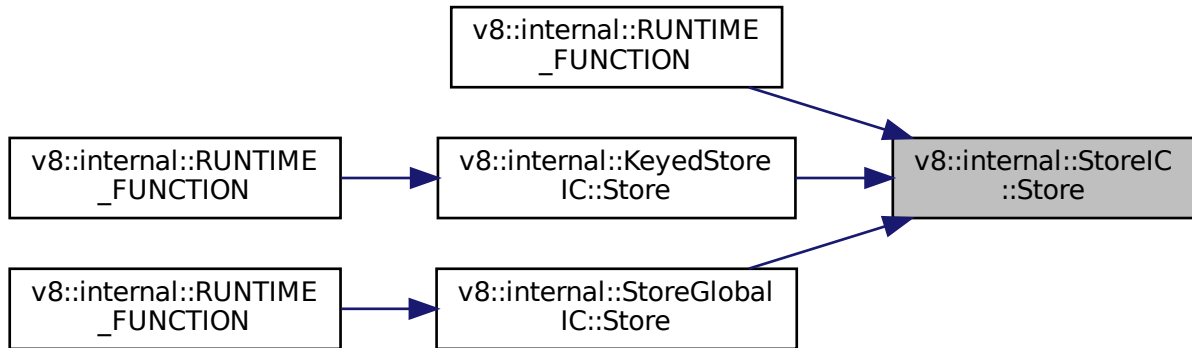 v8::internal::RUNTIME
_FUNCTION
v8::internal::RUNTIME
_FUNCTION
v8::internal::KeyedStore
IC::Store
v8::internal::StoreIC
::Store
v8::internal::RUNTIME
_FUNCTION
v8::internal::StoreGlobal
IC::Store